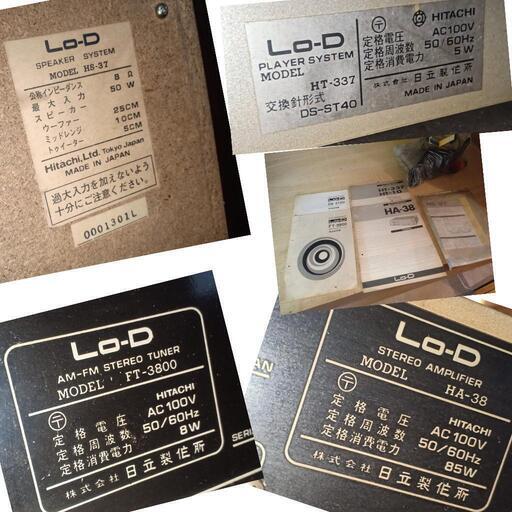 Lo-D
SPEAKER SYSTEM
MODEL HS-37
公称インピーダンス 8Ω
最大入力 50W
スピーカー
ウーファー 25CM
ミッドレンジ 10CM
トゥイーター 5CM
Hitachi, Ltd. Tokyo Japan
MADE IN JAPAN
過大入力を加えないよう
十分にご注意ください。
0001301L
Lo-D
PLAYER SYSTEM
MODEL HT-337
交換針形式
DS-ST40
〒 HITACHI
定格電圧 AC100V
定格周波数 50/60Hz
定格消費電力 5W
株式会社 日立製作所
MADE IN JAPAN
FT-3800
HT-337
HA-38
Lo-D
Lo-D
AM-FM STEREO TUNER
MODEL FT-3800
〒 HITACHI
定格電圧 AC100V
定格周波数 50/60Hz
定格消費電力 8W
株式会社 日立製作所
SERI
Lo-D
STEREO AMPLIFIER
MODEL HA-38
〒 HITACHI
定格電圧 AC100V
定格周波数 50/60Hz
定格消費電力 85W
株式会社 日立製作所
PAN